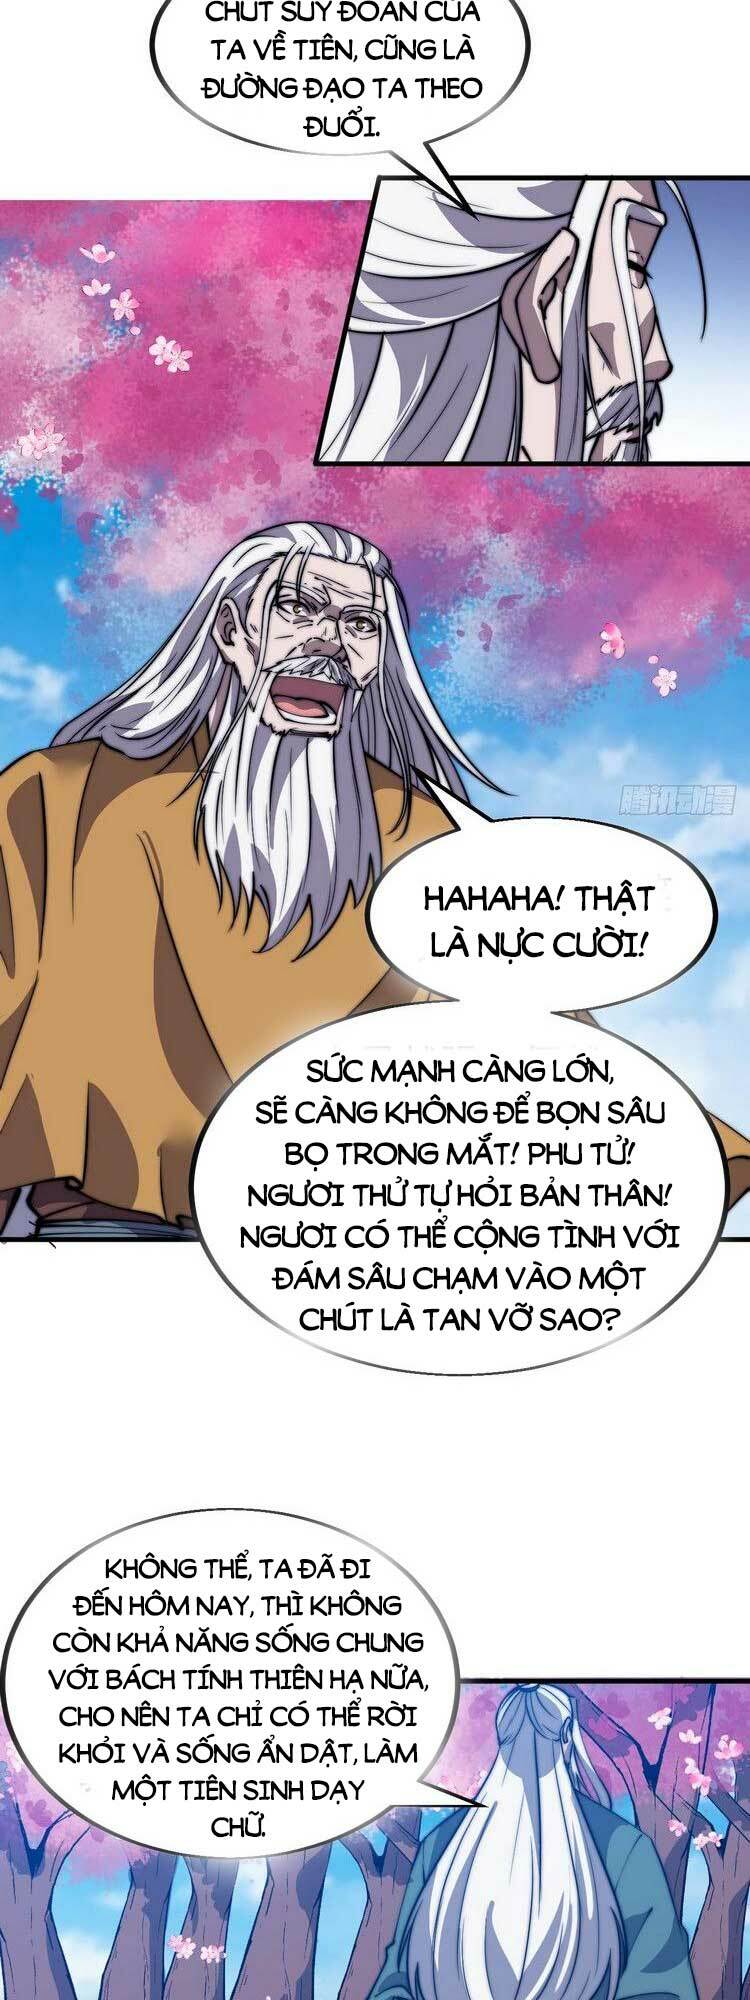 CHÚT SUY ĐOÁN CỦA
TA VỀ TIÊN, CŨNG LÀ
ĐƯỜNG ĐẠO TA THEO
ĐUỔI.
腾讯动漫
HAHAHA! THẬT
LÀ NỰC CƯỜI!
SỨC MẠNH CÀNG LỚN,
SẼ CÀNG KHÔNG ĐỂ BỌN SÂU
BỌ TRONG MẮT! PHU TỬ!
NGƯƠI THỬ TỰ HỎI BẢN THÂN!
NGƯƠI CÓ THỂ CỘNG TÌNH VỚI
ĐÁM SÂU CHẠM VÀO MỘT
CHÚT LÀ TAN VỠ SAO?
KHÔNG THỂ, TA ĐÃ ĐI
ĐẾN HÔM NAY, THÌ KHÔNG
CÒN KHẢ NĂNG SỐNG CHUNG
VỚI BÁCH TÍNH THIÊN HẠ NỮA,
CHO NÊN TA CHỈ CÓ THỂ RỜI
KHỎI VÀ SỐNG ẨN DẬT, LÀM
MỘT TIÊN SINH DẠY
CHỮ.